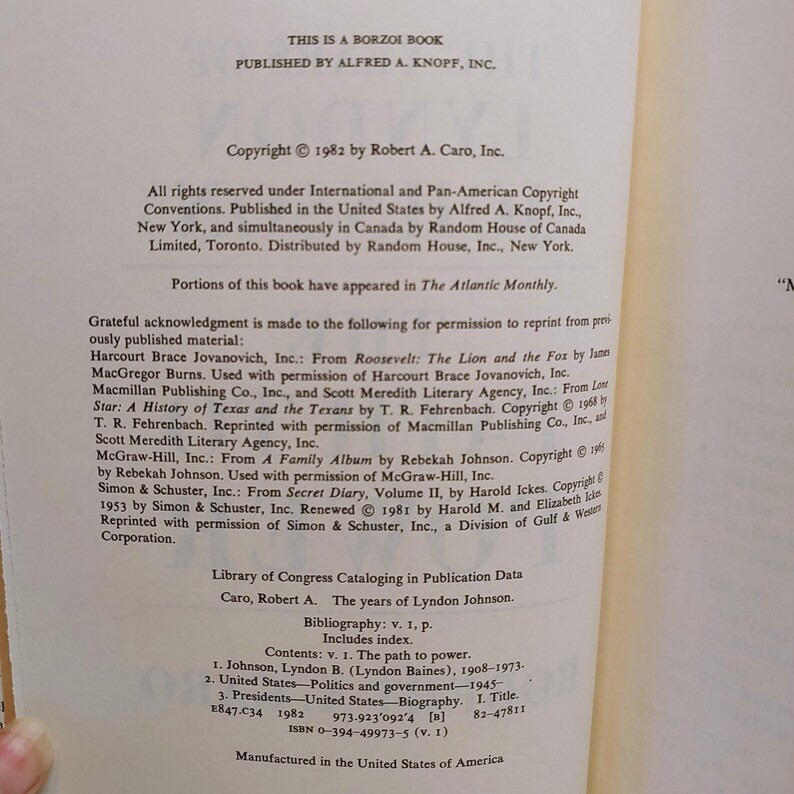 THIS IS A BORZOI BOOK
PUBLISHED BY ALFRED A. KNOPF, INC.
Copyright © 1982 by Robert A. Caro, Inc.
All rights reserved under International and Pan-American Copyright
Conventions. Published in the United States by Alfred A. Knopf, Inc.,
New York, and simultaneously in Canada by Random House of Canada
Limited, Toronto. Distributed by Random House, Inc., New York.
Portions of this book have appeared in The Atlantic Monthly.
Grateful acknowledgment is made to the following for permission to reprint from previ-
ously published material:
Harcourt Brace Jovanovich, Inc.: From Roosevelt: The Lion and the Fox by James
MacGregor Burns. Used with permission of Harcourt Brace Jovanovich, Inc.
Macmillan Publishing Co., Inc., and Scott Meredith Literary Agency, Inc.: From Lone
Star: A History of Texas and the Texans by T. R. Fehrenbach. Copyright © 1968 by
T. R. Fehrenbach. Reprinted with permission of Macmillan Publishing Co., Inc., and
Scott Meredith Literary Agency, Inc.
McGraw-Hill, Inc.: From A Family Album by Rebekah Johnson. Copyright © 1965
by Rebekah Johnson. Used with permission of McGraw-Hill, Inc.
Simon & Schuster, Inc.: From Secret Diary, Volume II, by Harold Ickes. Copyright ©
1953 by Simon & Schuster, Inc. Renewed © 1981 by Harold M. and Elizabeth Ickes.
Reprinted with permission of Simon & Schuster, Inc., a Division of Gulf & Western
Corporation.
Library of Congress Cataloging in Publication Data
Caro, Robert A. The years of Lyndon Johnson.
Bibliography: v. 1, p.
Includes index.
Contents: v. 1. The path to power.
1. Johnson, Lyndon B. (Lyndon Baines), 1908-1973.
2. United States—Politics and government—1945-
3. Presidents—United States—Biography. I. Title.
E847.C34 1982 973.923'092'4 [B] 82-47811
ISBN 0-394-49973-5 (v. 1)
Manufactured in the United States of America
"M